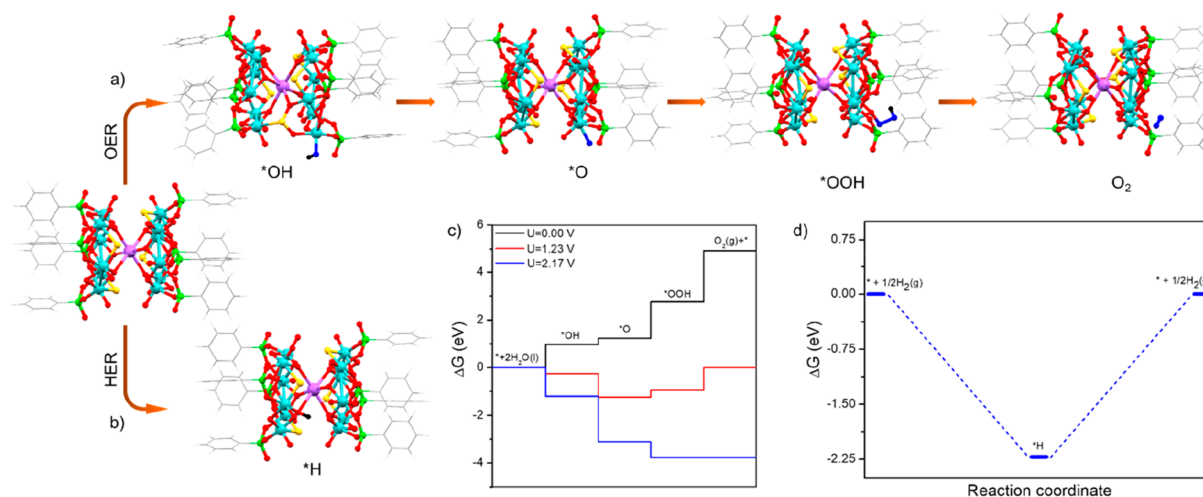 a)
OER
*OH
*O
*OOH
O₂
HER
b)
*H
c)
U=0.00 V
U=1.23 V
U=2.17 V
ΔG (eV)
6
4
2
0
-2
-4
*+2H₂O(l)
*OH
*O
*OOH
O₂(g)+*
d)
ΔG (eV)
0.75
0.00
-0.75
-1.50
-2.25
* + 1/2H₂(g)
*H
* + 1/2H₂(
Reaction coordinate